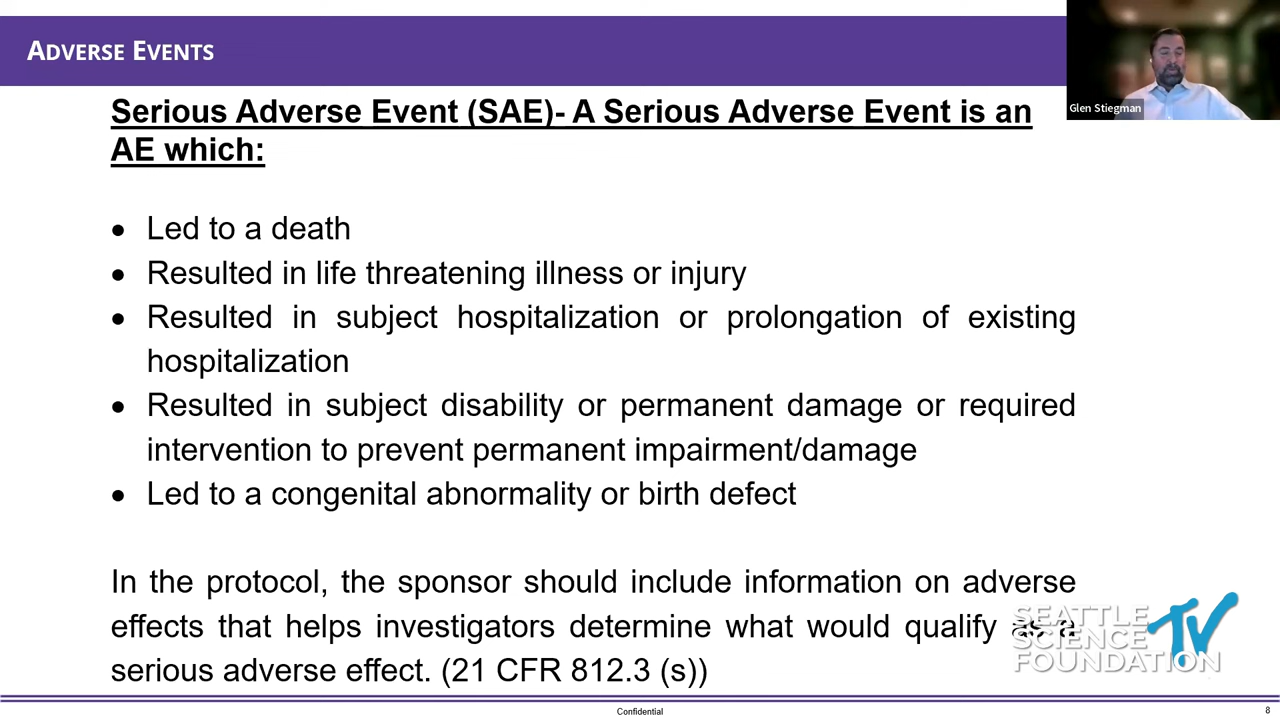 ADVERSE EVENTS
Glen Stiegman
Serious Adverse Event (SAE)- A Serious Adverse Event is an
AE which:
• Led to a death
• Resulted in life threatening illness or injury
• Resulted in subject hospitalization or prolongation of existing
hospitalization
• Resulted in subject disability or permanent damage or required
intervention to prevent permanent impairment/damage
• Led to a congenital abnormality or birth defect
In the protocol, the sponsor should include information on adverse
effects that helps investigators determine what would qualify as a
serious adverse effect. (21 CFR 812.3 (s))
SEATTLE
SCIENCE
FOUNDATION
TV
Confidential
8